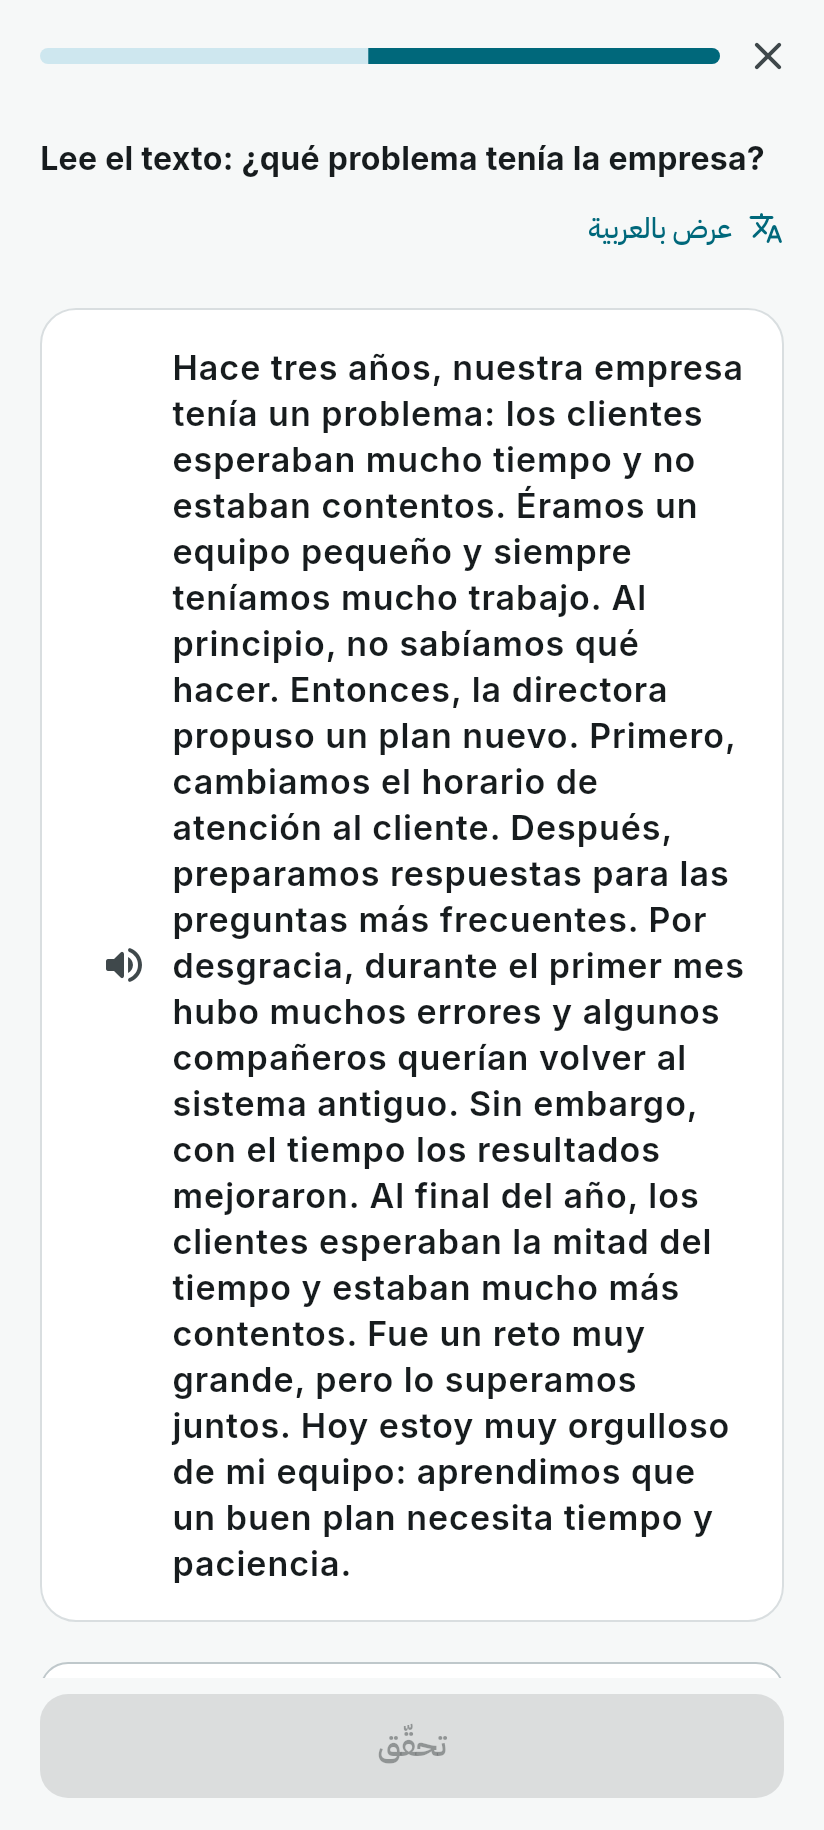 Lee el texto: ¿qué problema tenía la empresa?
عرض بالعربية
Hace tres años, nuestra empresa
tenía un problema: los clientes
esperaban mucho tiempo y no
estaban contentos. Éramos un
equipo pequeño y siempre
teníamos mucho trabajo. Al
principio, no sabíamos qué
hacer. Entonces, la directora
propuso un plan nuevo. Primero,
cambiamos el horario de
atención al cliente. Después,
preparamos respuestas para las
preguntas más frecuentes. Por
desgracia, durante el primer mes
hubo muchos errores y algunos
compañeros querían volver al
sistema antiguo. Sin embargo,
con el tiempo los resultados
mejoraron. Al final del año, los
clientes esperaban la mitad del
tiempo y estaban mucho más
contentos. Fue un reto muy
grande, pero lo superamos
juntos. Hoy estoy muy orgulloso
de mi equipo: aprendimos que
un buen plan necesita tiempo y
paciencia.
تحقّق